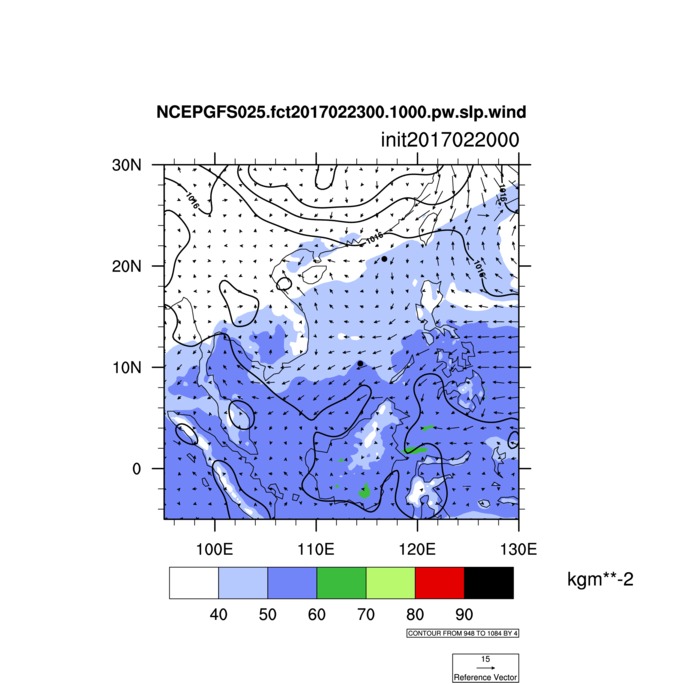 NCEPGFS025.fct2017022300.1000.pw.slp.wind
init2017022000
30N
20N
10N
0
1016
1016
1016
1016
100E 110E 120E 130E
40 50 60 70 80 90
kgm**-2
CONTOUR FROM 948 TO 1084 BY 4
15
Reference Vector